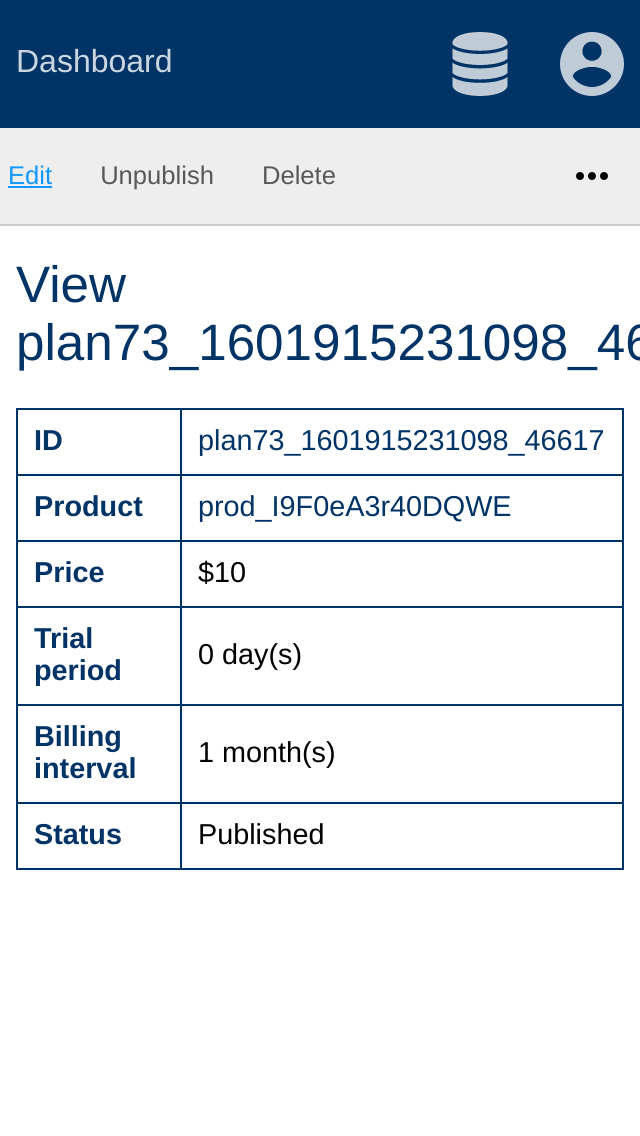 Dashboard
Edit Unpublish Delete •••
View
plan73_1601915231098_46
ID plan73_1601915231098_46617
Product prod_I9F0eA3r40DQWE
Price $10
Trial
period
0 day(s)
Billing
interval
1 month(s)
Status Published